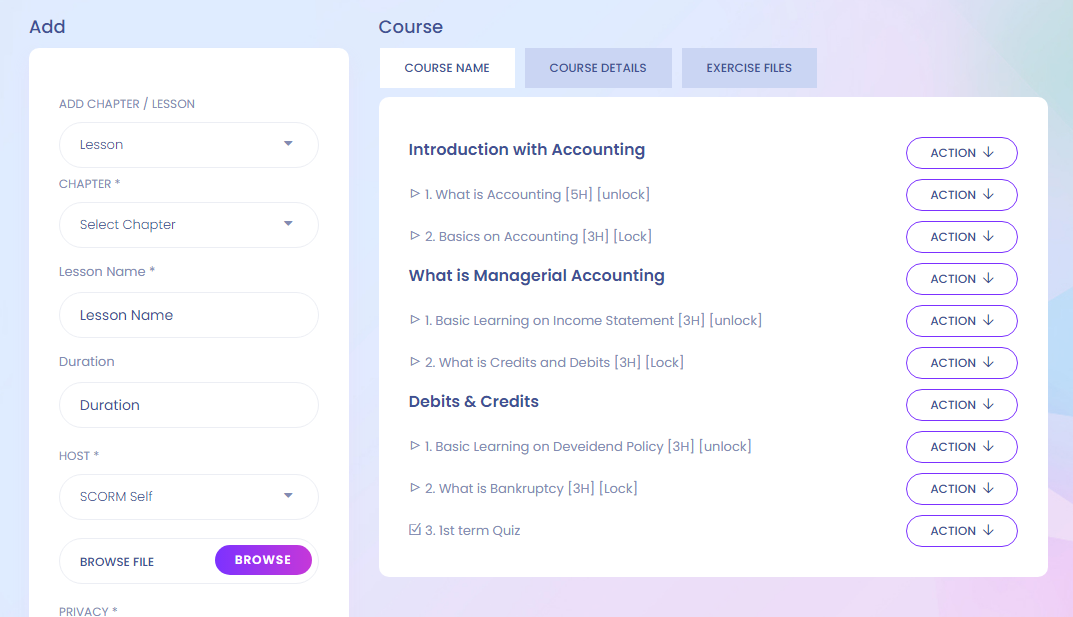 Add
ADD CHAPTER / LESSON
Lesson
CHAPTER *
Select Chapter
Lesson Name *
Lesson Name
Duration
Duration
HOST *
SCORM Self
BROWSE FILE BROWSE
PRIVACY *
Course
COURSE NAME COURSE DETAILS EXERCISE FILES
Introduction with Accounting ACTION
1. What is Accounting [5H] [unlock] ACTION
2. Basics on Accounting [3H] [Lock] ACTION
What is Managerial Accounting ACTION
1. Basic Learning on Income Statement [3H] [unlock] ACTION
2. What is Credits and Debits [3H] [Lock] ACTION
Debits & Credits ACTION
1. Basic Learning on Deveidend Policy [3H] [unlock] ACTION
2. What is Bankruptcy [3H] [Lock] ACTION
3. 1st term Quiz ACTION